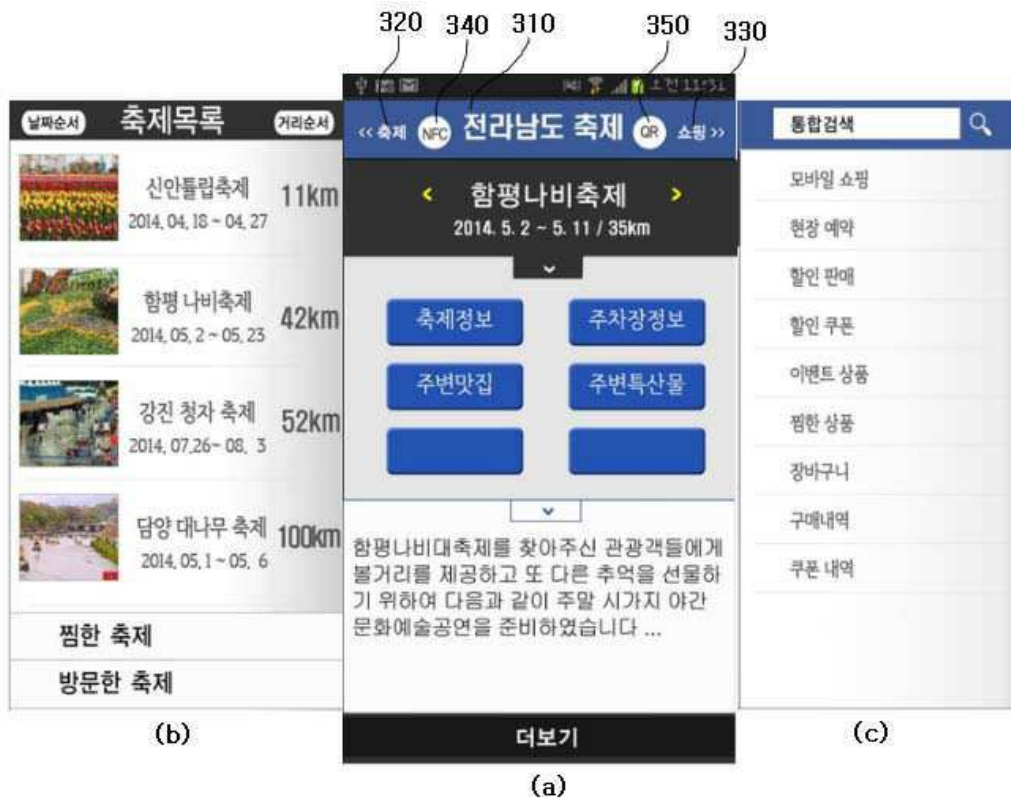 320 340 310 350 330
오전 11:31
날짜순서 축제목록 거리순서
신안튤립축제
2014. 04. 18 ~ 04. 27
11km
함평 나비축제
2014. 05. 2 ~ 05. 23
42km
강진 청자 축제
2014. 07.26~ 08. 3
52km
담양 대나무 축제
2014. 05. 1 ~ 05. 6
100km
찜한 축제
방문한 축제
(b)
<< 축제 NFC 전라남도 축제 QR 쇼핑 >>
< 함평나비축제 >
2014. 5. 2 ~ 5. 11 / 35km
축제정보 주차장정보
주변맛집 주변특산물
함평나비대축제를 찾아주신 관광객들에게
볼거리를 제공하고 또 다른 추억을 선물하
기 위하여 다음과 같이 주말 시가지 야간
문화예술공연을 준비하였습니다 ...
더보기
(a)
통합검색
모바일 쇼핑
현장 예약
할인 판매
할인 쿠폰
이벤트 상품
찜한 상품
장바구니
구매내역
쿠폰 내역
(c)